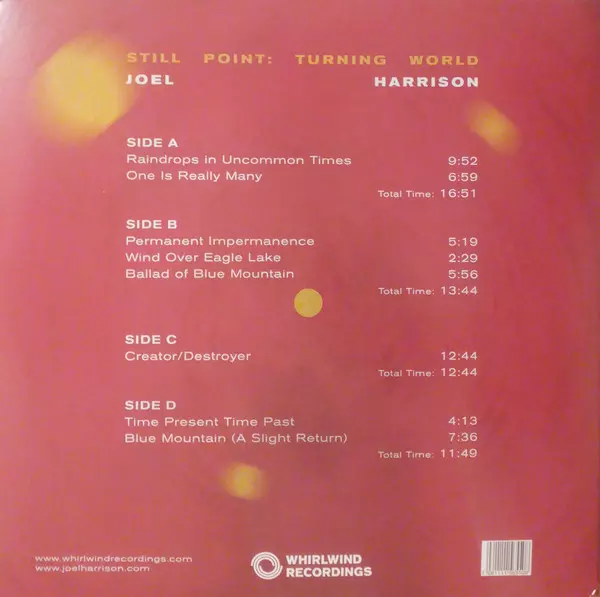 STILL POINT: TURNING WORLD
JOEL HARRISON
SIDE A
Raindrops in Uncommon Times 9:52
One Is Really Many 6:59
Total Time: 16:51
SIDE B
Permanent Impermanence 5:19
Wind Over Eagle Lake 2:29
Ballad of Blue Mountain 5:56
Total Time: 13:44
SIDE C
Creator/Destroyer 12:44
Total Time: 12:44
SIDE D
Time Present Time Past 4:13
Blue Mountain (A Slight Return) 7:36
Total Time: 11:49
www.whirlwindrecordings.com
www.joelharrison.com
WHIRLWIND
RECORDINGS